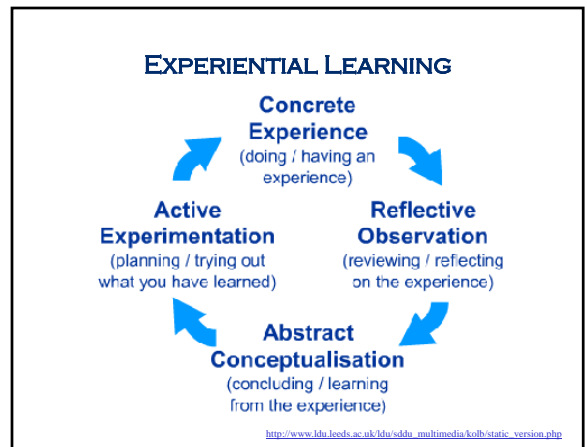 EXPERIENTIAL LEARNING
Concrete
Experience
(doing / having an
experience)
Reflective
Observation
(reviewing / reflecting
on the experience)
Abstract
Conceptualisation
(concluding / learning
from the experience)
Active
Experimentation
(planning / trying out
what you have learned)
http://www.ldu.leeds.ac.uk/ldu/sddu_multimedia/kolb/static_version.php